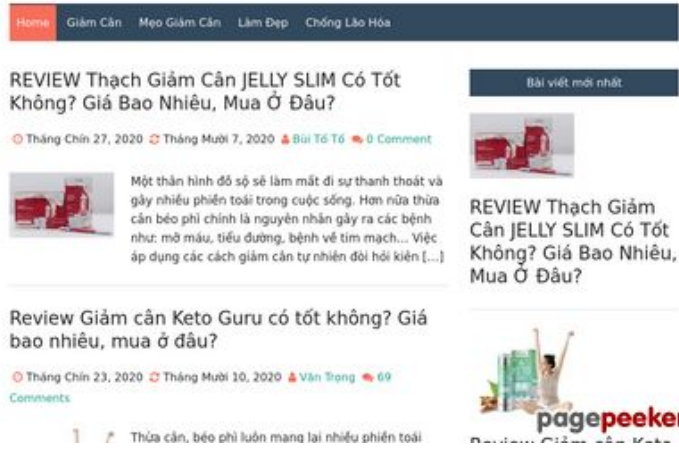 Home Giảm Cân Mẹo Giảm Cân Làm Đẹp Chống Lão Hóa
REVIEW Thạch Giảm Cân JELLY SLIM Có Tốt
Không? Giá Bao Nhiêu, Mua Ở Đâu?
Tháng Chín 27, 2020 Tháng Mười 7, 2020 Bùi Tố Tố 0 Comment
Một thân hình đồ sộ sẽ làm mất đi sự thanh thoát và
gây nhiều phiền toái trong cuộc sống. Hơn nữa thừa
cân béo phì chính là nguyên nhân gây ra các bệnh
như: mỡ máu, tiểu đường, bệnh về tim mạch... Việc
áp dụng các cách giảm cân tự nhiên đòi hỏi kiên [...]
Review Giảm cân Keto Guru có tốt không? Giá
bao nhiêu, mua ở đâu?
Tháng Chín 23, 2020 Tháng Mười 10, 2020 Văn Trọng 69
Comments
Thừa cân, béo phì luôn mang lại nhiều phiền toái
Bài viết mới nhất
REVIEW Thạch Giảm
Cân JELLY SLIM Có Tốt
Không? Giá Bao Nhiêu,
Mua Ở Đâu?
pagepeeker
Review Giảm cân Keto